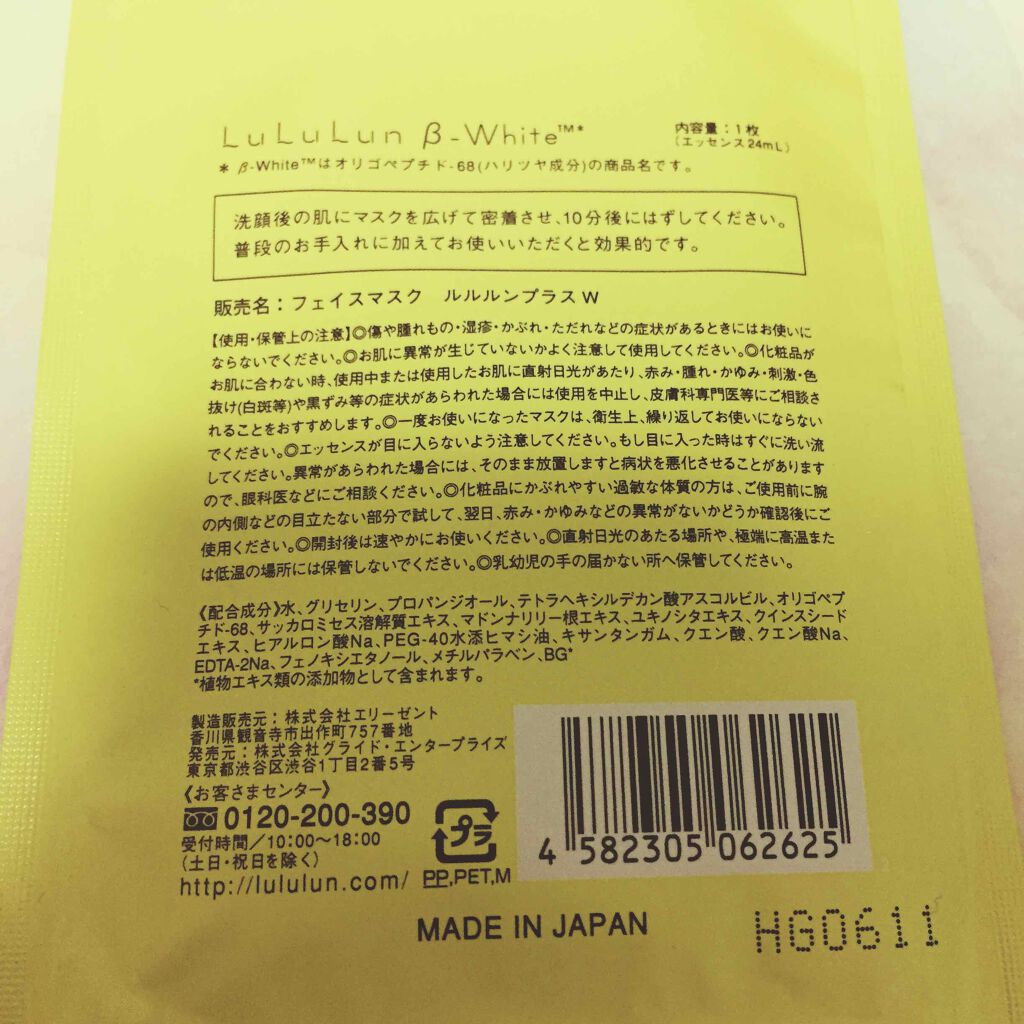 LuLuLun β-White™*
内容量：1枚
(エッセンス24mL)
* β-White™はオリゴペプチド-68(ハリツヤ成分)の商品名です。
洗顔後の肌にマスクを広げて密着させ、10分後にはずしてください。
普段のお手入れに加えてお使いいただくと効果的です。
販売名：フェイスマスク ルルルンプラスW
【使用・保管上の注意】◎傷や腫れもの・湿疹・かぶれ・ただれなどの症状があるときにはお使いに
ならないでください。◎お肌に異常が生じていないかよく注意して使用してください。◎化粧品が
お肌に合わない時、使用中または使用したお肌に直射日光があたり、赤み・腫れ・かゆみ・刺激・色
抜け(白斑等)や黒ずみ等の症状があらわれた場合には使用を中止し、皮膚科専門医等にご相談さ
れることをおすすめします。◎一度お使いになったマスクは、衛生上、繰り返してお使いにならない
でください。◎エッセンスが目に入らないよう注意してください。もし目に入った時はすぐに洗い流
してください。異常があらわれた場合には、そのまま放置しますと病状を悪化させることがあります
ので、眼科医などにご相談ください。◎化粧品にかぶれやすい過敏な体質の方は、ご使用前に腕
の内側などの目立たない部分で試して、翌日、赤み・かゆみなどの異常がないかどうか確認後にご
使用ください。◎開封後は速やかにお使いください。◎直射日光のあたる場所や、極端に高温また
は低温の場所には保管しないでください。◎乳幼児の手の届かない所へ保管してください。
《配合成分》水、グリセリン、プロパンジオール、テトラヘキシルデカン酸アスコルビル、オリゴペプ
チド-68、サッカロミセス溶解質エキス、マドンナリリー根エキス、ユキノシタエキス、クインスシード
エキス、ヒアルロン酸Na、PEG-40水添ヒマシ油、キサンタンガム、クエン酸、クエン酸Na、
EDTA-2Na、フェノキシエタノール、メチルパラベン、BG*
*植物エキス類の添加物として含まれます。
製造販売元：株式会社エリーゼント
香川県観音寺市出作町757番地
発売元：株式会社グライド・エンタープライズ
東京都渋谷区渋谷1丁目2番5号
《お客さまセンター》
0120-200-390
受付時間／10:00〜18:00
(土日・祝日を除く)
http://lululun.com/
プラ
PP,PET,M
4 582305 062625
MADE IN JAPAN
HG0611